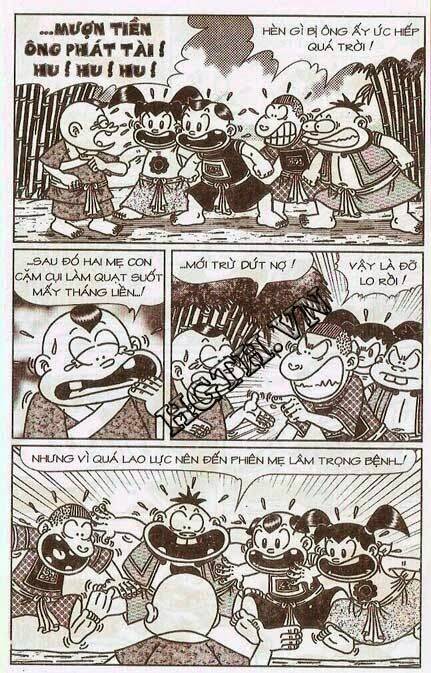 ...MƯỢN TIỀN
ÔNG PHÁT TÀI!
HU! HU! HU!
HÈN GÌ BỊ ÔNG ẤY ỨC HIẾP
QUÁ TRỜI!
...SAU ĐÓ HAI MẸ CON
CẶM CỤI LÀM QUẠT SUỐT
MẤY THÁNG LIỀN...!
...MỚI TRỪ DỨT NỢ!
VẬY LÀ ĐỠ
LO RỒI!
HGTH.VN
NHƯNG VÌ QUÁ LAO LỰC NÊN ĐẾN PHIÊN MẸ LÂM TRỌNG BỆNH...!